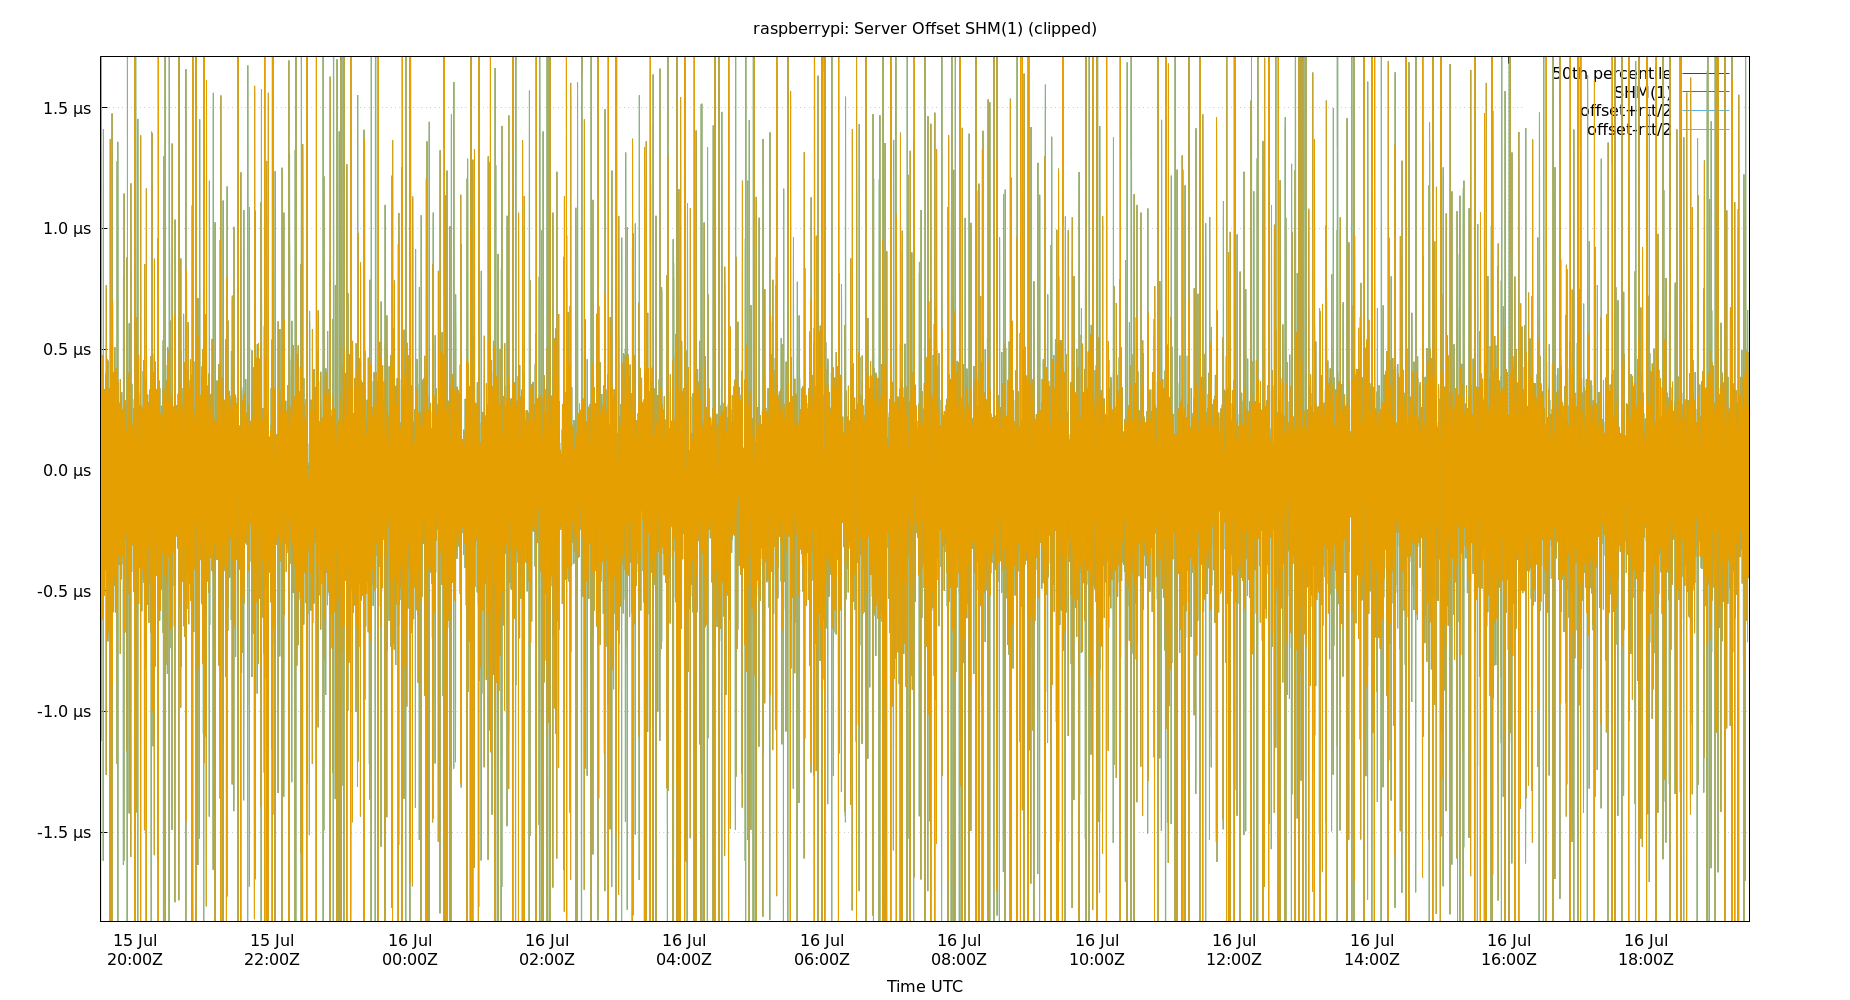 raspberrypi: Server Offset SHM(1) (clipped)
50th percentile
SHM(1)
offset+rtt/2
offset-rtt/2
1.5 µs
1.0 µs
0.5 µs
0.0 µs
-0.5 µs
-1.0 µs
-1.5 µs
15 Jul 15 Jul 16 Jul 16 Jul 16 Jul 16 Jul 16 Jul 16 Jul 16 Jul 16 Jul 16 Jul 16 Jul
20:00Z 22:00Z 00:00Z 02:00Z 04:00Z 06:00Z 08:00Z 10:00Z 12:00Z 14:00Z 16:00Z 18:00Z
Time UTC